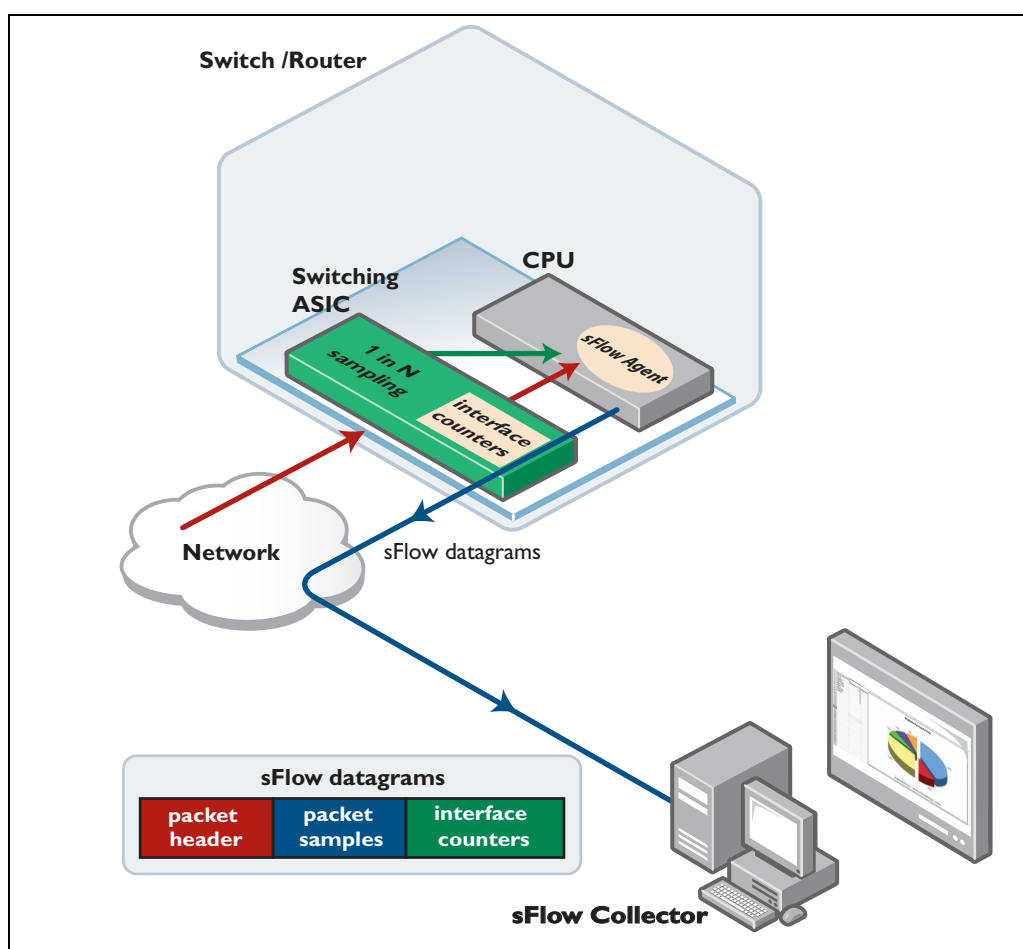 Switch /Router
CPU
Switching
ASIC
sFlow Agent
1 in N
sampling
interface
counters
Network
sFlow datagrams
sFlow datagrams
packet
header
packet
samples
interface
counters
sFlow Collector